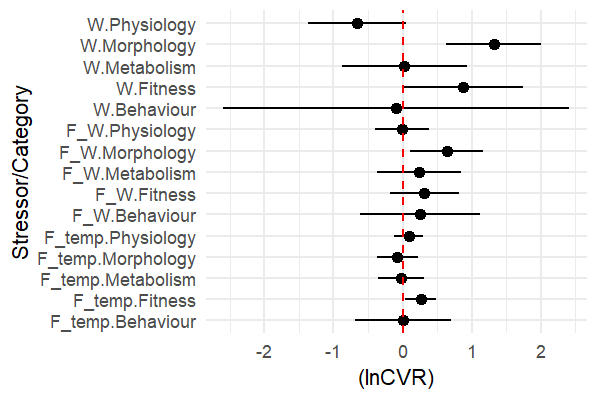 Stressor/Category
W.Physiology
W.Morphology
W.Metabolism
W.Fitness
W.Behaviour
F_W.Physiology
F_W.Morphology
F_W.Metabolism
F_W.Fitness
F_W.Behaviour
F_temp.Physiology
F_temp.Morphology
F_temp.Metabolism
F_temp.Fitness
F_temp.Behaviour
-2 -1 0 1 2
(lnCVR)